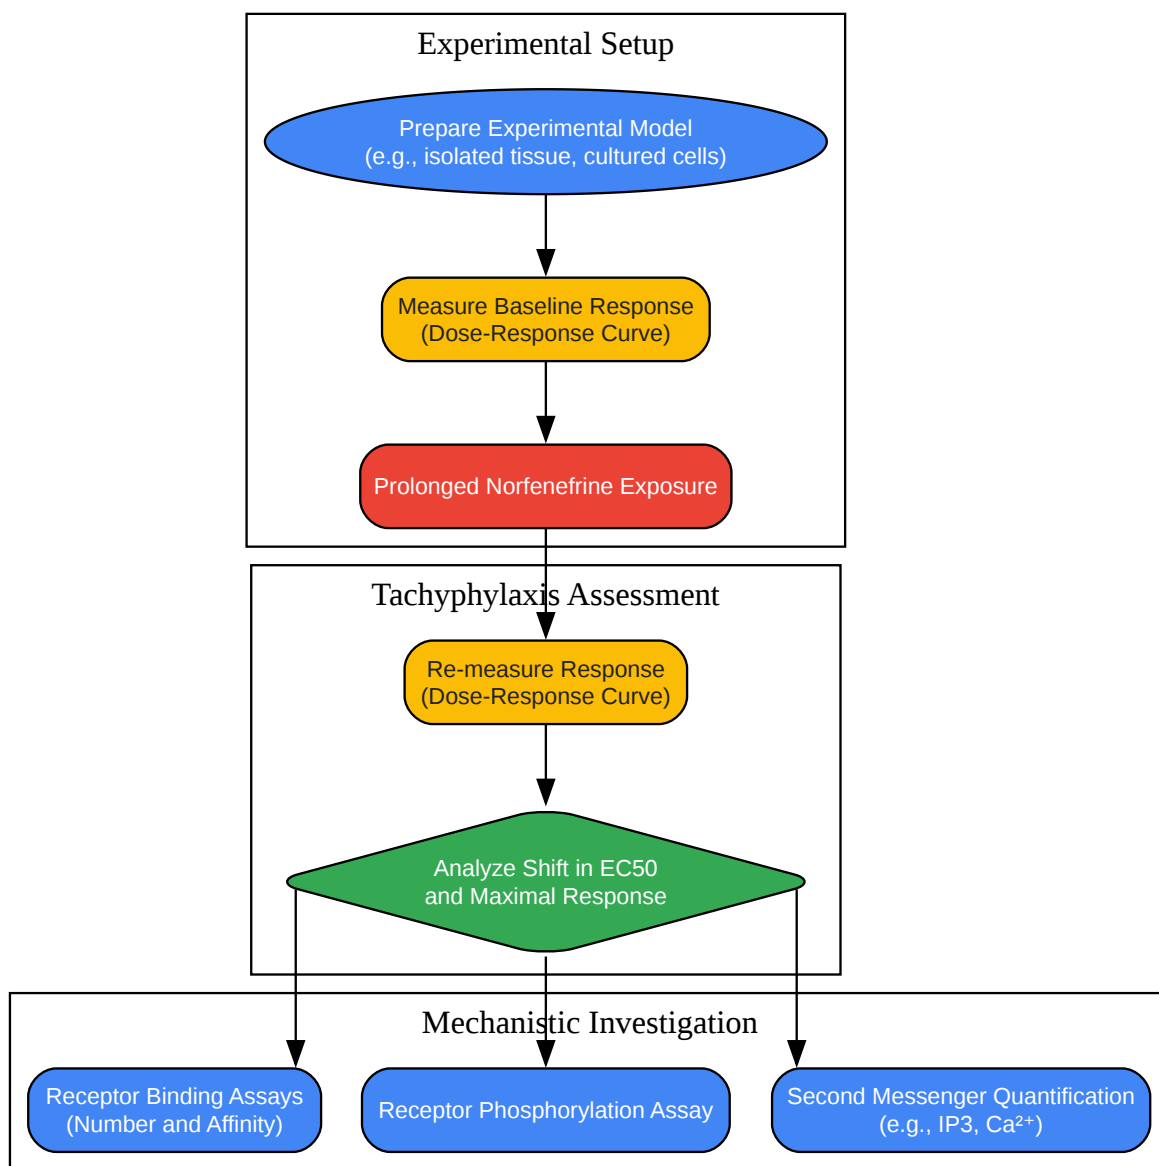 Experimental Setup
Prepare Experimental Model
(e.g., isolated tissue, cultured cells)
Measure Baseline Response
(Dose-Response Curve)
Prolonged Norfenefrine Exposure
Tachyphylaxis Assessment
Re-measure Response
(Dose-Response Curve)
Analyze Shift in EC50
and Maximal Response
Mechanistic Investigation
Receptor Binding Assays
(Number and Affinity)
Receptor Phosphorylation Assay
Second Messenger Quantification
(e.g., IP3, Ca²⁺)